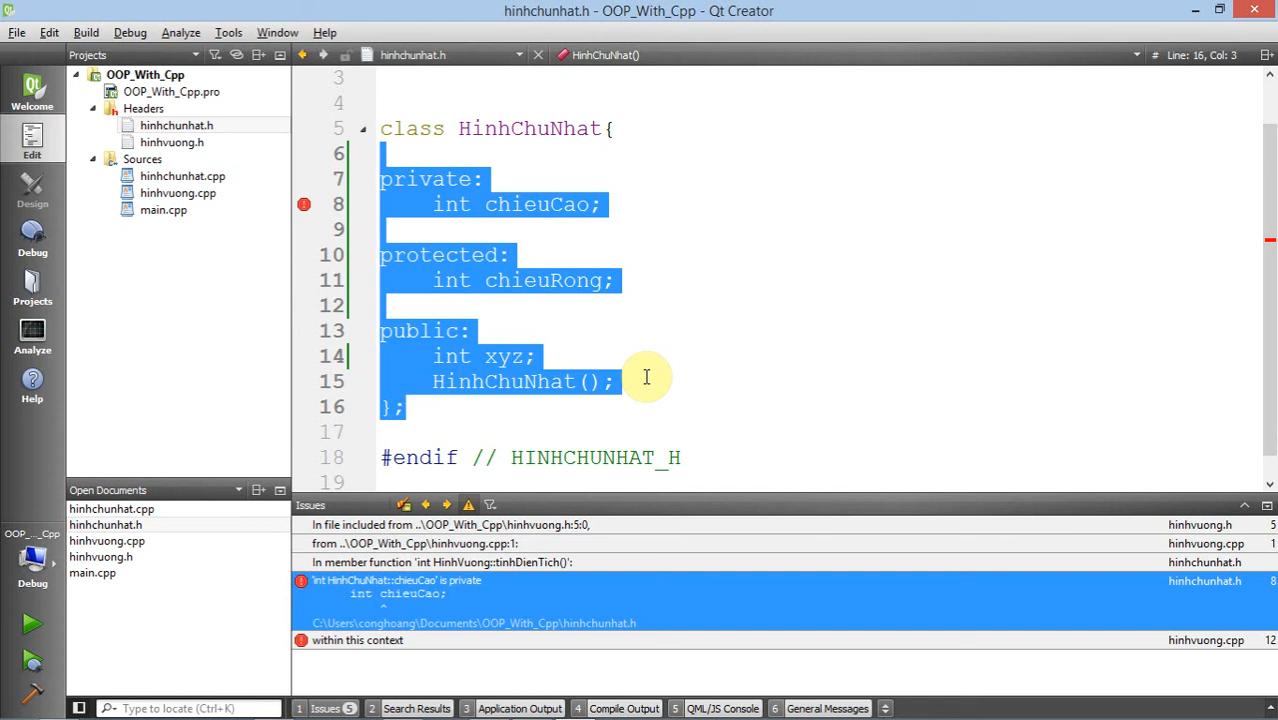 hinhchunhat.h - OOP_With_Cpp - Qt Creator
File Edit Build Debug Analyze Tools Window Help
Projects
hinhchunhat.h
HinhChuNhat()
# Line: 16, Col: 3
Welcome
Edit
Design
Debug
Projects
Analyze
Help
OOP_..._Cpp
Debug
OOP_With_Cpp
OOP_With_Cpp.pro
Headers
hinhchunhat.h
hinhvuong.h
Sources
hinhchunhat.cpp
hinhvuong.cpp
main.cpp
Open Documents
hinhchunhat.cpp
hinhchunhat.h
hinhvuong.cpp
hinhvuong.h
main.cpp
3
4
5 class HinhChuNhat{
6
7 private:
8 int chieuCao;
9
10 protected:
11 int chieuRong;
12
13 public:
14 int xyz;
15 HinhChuNhat();
16 };
17
18 #endif // HINHCHUNHAT_H
19
Issues
In file included from ..\OOP_With_Cpp\hinhvuong.h:5:0, hinhvuong.h 5
from ..\OOP_With_Cpp\hinhvuong.cpp:1: hinhvuong.cpp 1
In member function 'int HinhVuong::tinhDienTich()': hinhvuong.cpp
'int HinhChuNhat::chieuCao' is private hinhchunhat.h 8
int chieuCao;
^
C:\Users\conghoang\Documents\OOP_With_Cpp\hinhchunhat.h
within this context hinhvuong.cpp 12
Type to locate (Ctrl+K) 1 Issues 5 2 Search Results 3 Application Output 4 Compile Output 5 QML/JS Console 6 General Messages